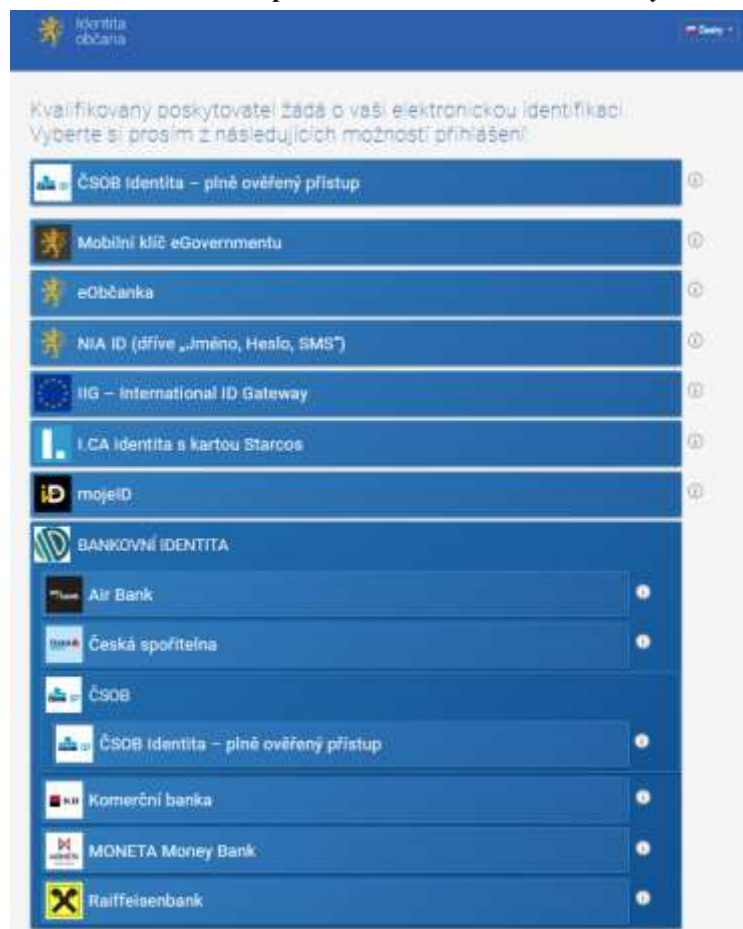 Identita
občana
Česky
Kvalifikovaný poskytovatel žádá o vaši elektronickou identifikaci.
Vyberte si prosím z následujících možností přihlášení:
ČSOB Identita – plně ověřený přístup
Mobilní klíč eGovernmentu
eObčanka
NIA ID (dříve „Jméno, Heslo, SMS“)
IIG – International ID Gateway
I.CA identita s kartou Starcos
iD mojeID
BANKOVNÍ IDENTITA
Air Bank
Česká spořitelna
ČSOB
ČSOB Identita – plně ověřený přístup
KB Komerční banka
MONETA MONETA Money Bank
Raiffeisenbank